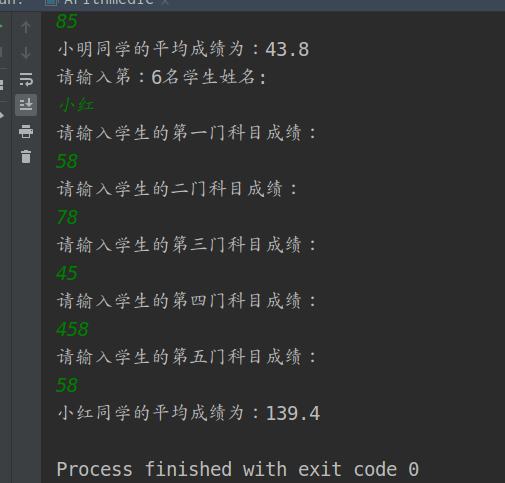 85
小明同学的平均成绩为：43.8
请输入第：6名学生姓名:
小红
请输入学生的第一门科目成绩：
58
请输入学生的二门科目成绩：
78
请输入学生的第三门科目成绩：
45
请输入学生的第四门科目成绩：
458
请输入学生的第五门科目成绩：
58
小红同学的平均成绩为：139.4
Process finished with exit code 0